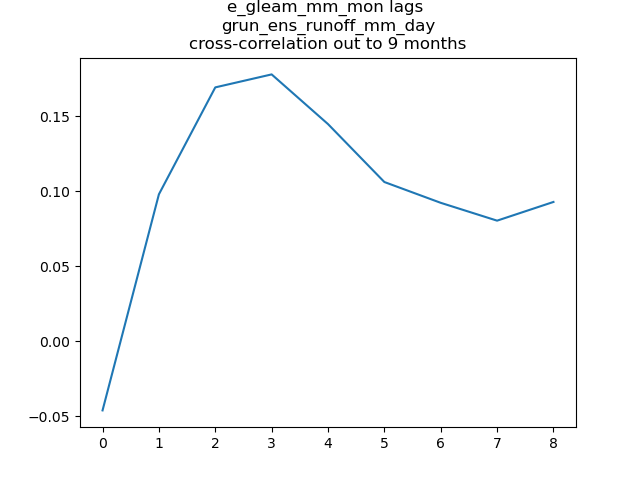 e_gleam_mm_mon lags
grun_ens_runoff_mm_day
cross-correlation out to 9 months
0.15
0.10
0.05
0.00
−0.05
0 1 2 3 4 5 6 7 8